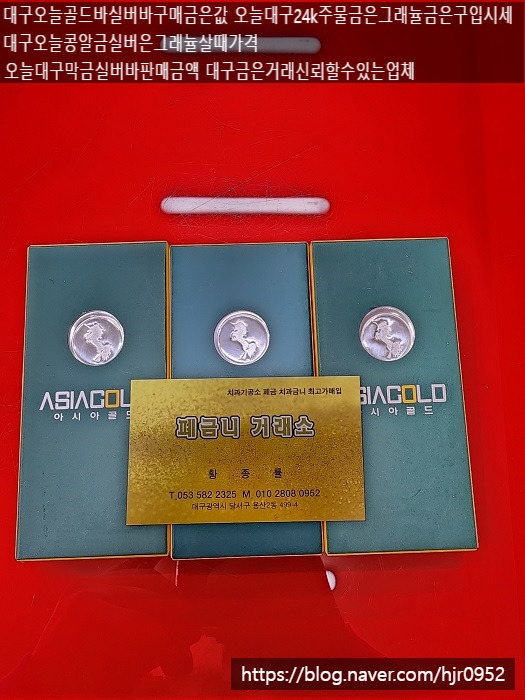 대구오늘골드바실버바구매금은값 오늘대구24k주물금은그래뉼금은구입시세
대구오늘콩알금실버은그래뉼살때가격
오늘대구막금실버바판매금액 대구금은거래신뢰할수있는업체
ASIAGOLD
아시아골드
SIAGOLD
시아골드
치과기공소 폐금 치과금니 최고가매입
폐금니 거래소
황 종 률
T.053 582 2325 M. 010 2808 0952
대구광역시 달서구 용산2동 499-4
https://blog.naver.com/hjr0952